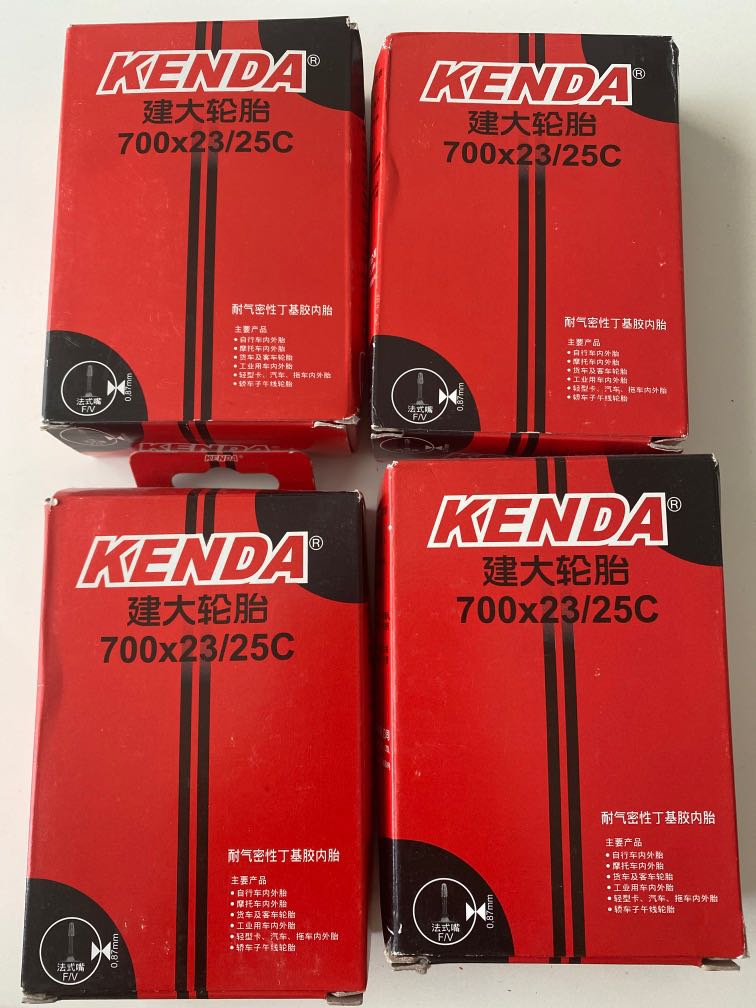 KENDA®
建大轮胎
700x23/25C
耐气密性丁基胶内胎
主要产品
•自行车内外胎
•摩托车内外胎
•货车及客车轮胎
•工业用车内外胎
•轻型卡、汽车、拖车内外胎
•轿车子午线轮胎
法式嘴
F/V
0.87mm
KENDA
KENDA®
建大轮胎
700x23/25C
耐气密性丁基胶内胎
主要产品
•自行车内外胎
•摩托车内外胎
•货车及客车轮胎
•工业用车内外胎
•轻型卡、汽车、拖车内外胎
•轿车子午线轮胎
法式嘴
F/V
0.87mm
KENDA
KENDA®
KENDA®
建大轮胎
700x23/25C
耐气密性丁基胶内胎
主要产品
•自行车内外胎
•摩托车内外胎
•货车及客车轮胎
•工业用车内外胎
•轻型卡、汽车、拖车内外胎
•轿车子午线轮胎
法式嘴
F/V
0.87mm
KENDA®
建大轮胎
700x23/25C
耐气密性丁基胶内胎
主要产品
•自行车内外胎
•摩托车内外胎
•货车及客车轮胎
•工业用车内外胎
•轻型卡、汽车、拖车内外胎
•轿车子午线轮胎
法式嘴
F/V
0.87mm